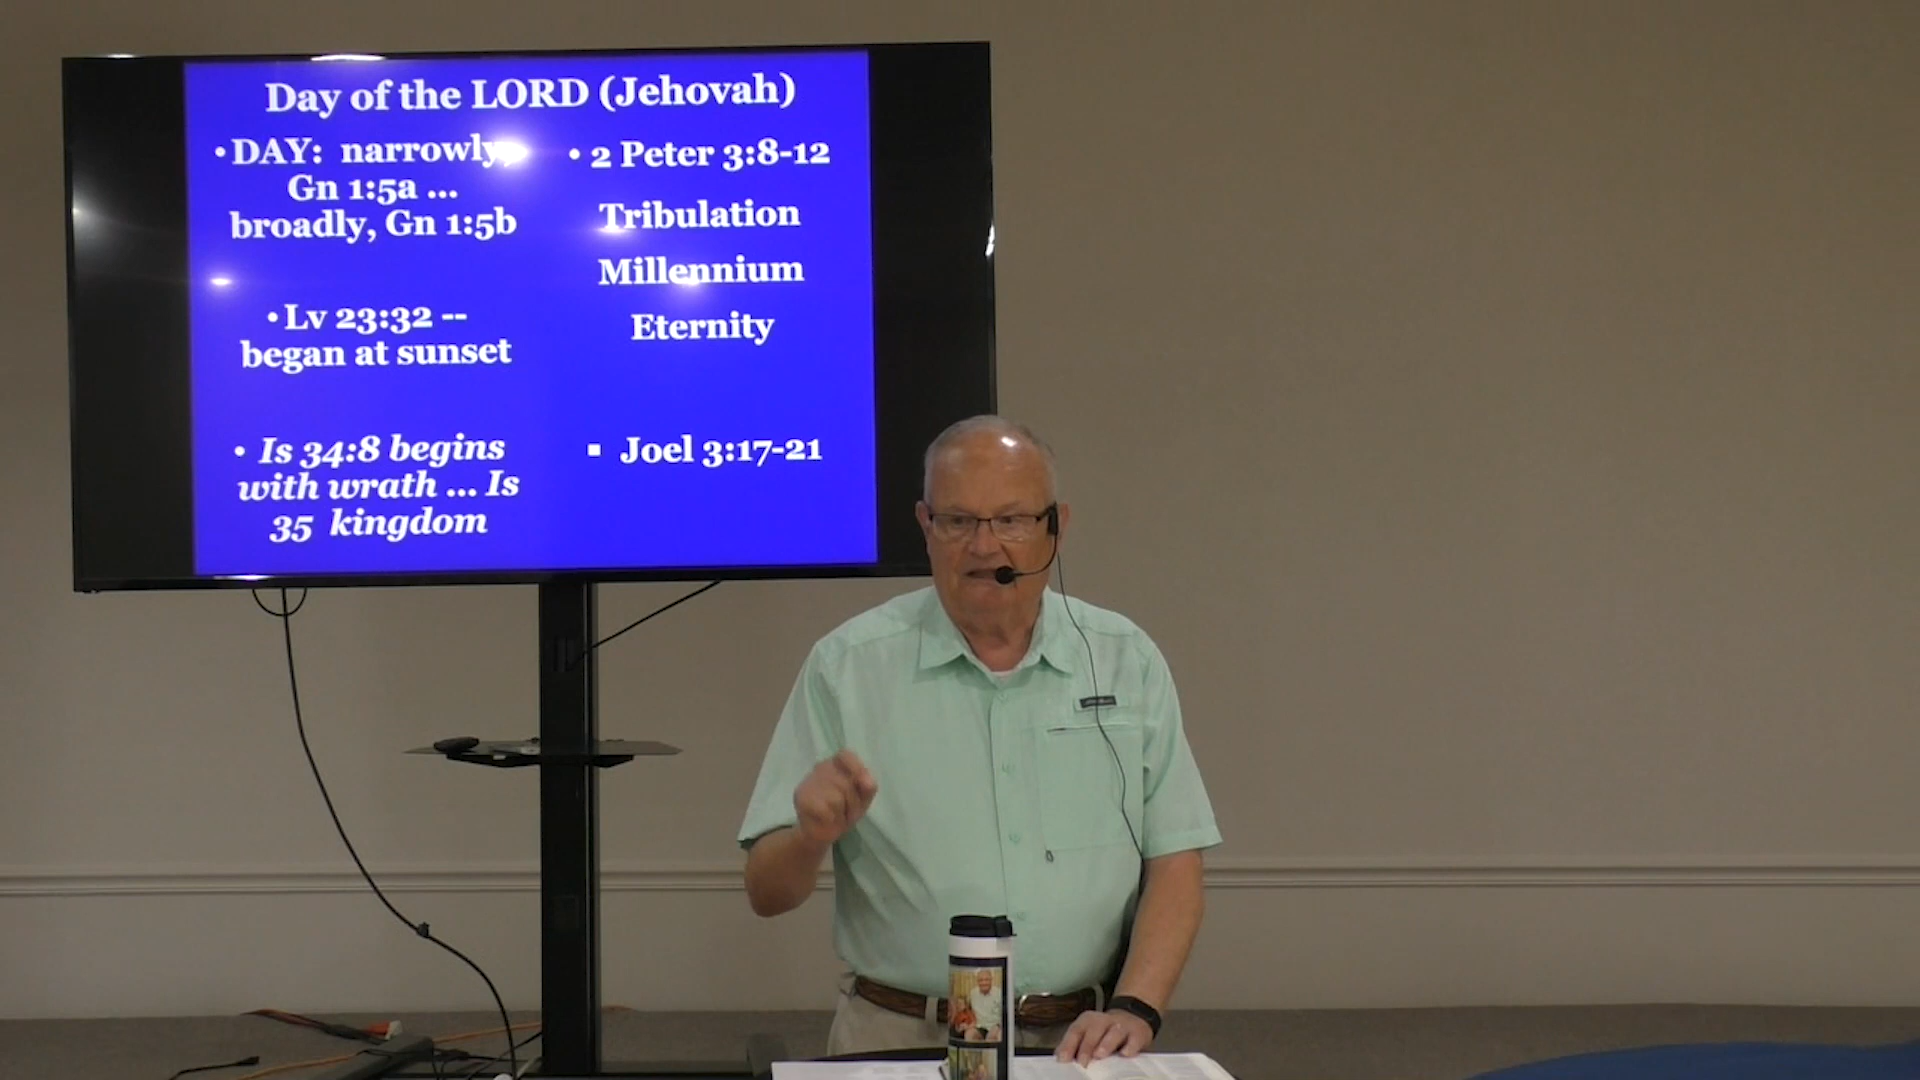 Day of the LORD (Jehovah)
• DAY: narrowly,
Gn 1:5a ...
broadly, Gn 1:5b
• Lv 23:32 --
began at sunset
• Is 34:8 begins
with wrath ... Is
35 kingdom
• 2 Peter 3:8-12
Tribulation
Millennium
Eternity
▪ Joel 3:17-21